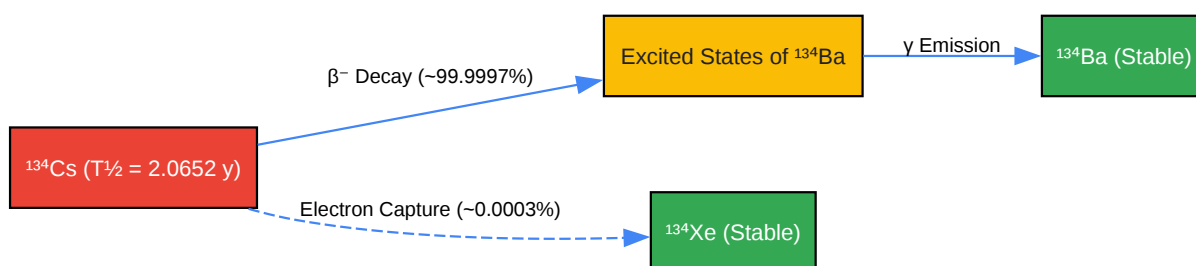 Excited States of ¹³⁴Ba
γ Emission
¹³⁴Ba (Stable)
β⁻ Decay (~99.9997%)
¹³⁴Cs (T½ = 2.0652 y)
Electron Capture (~0.0003%)
¹³⁴Xe (Stable)